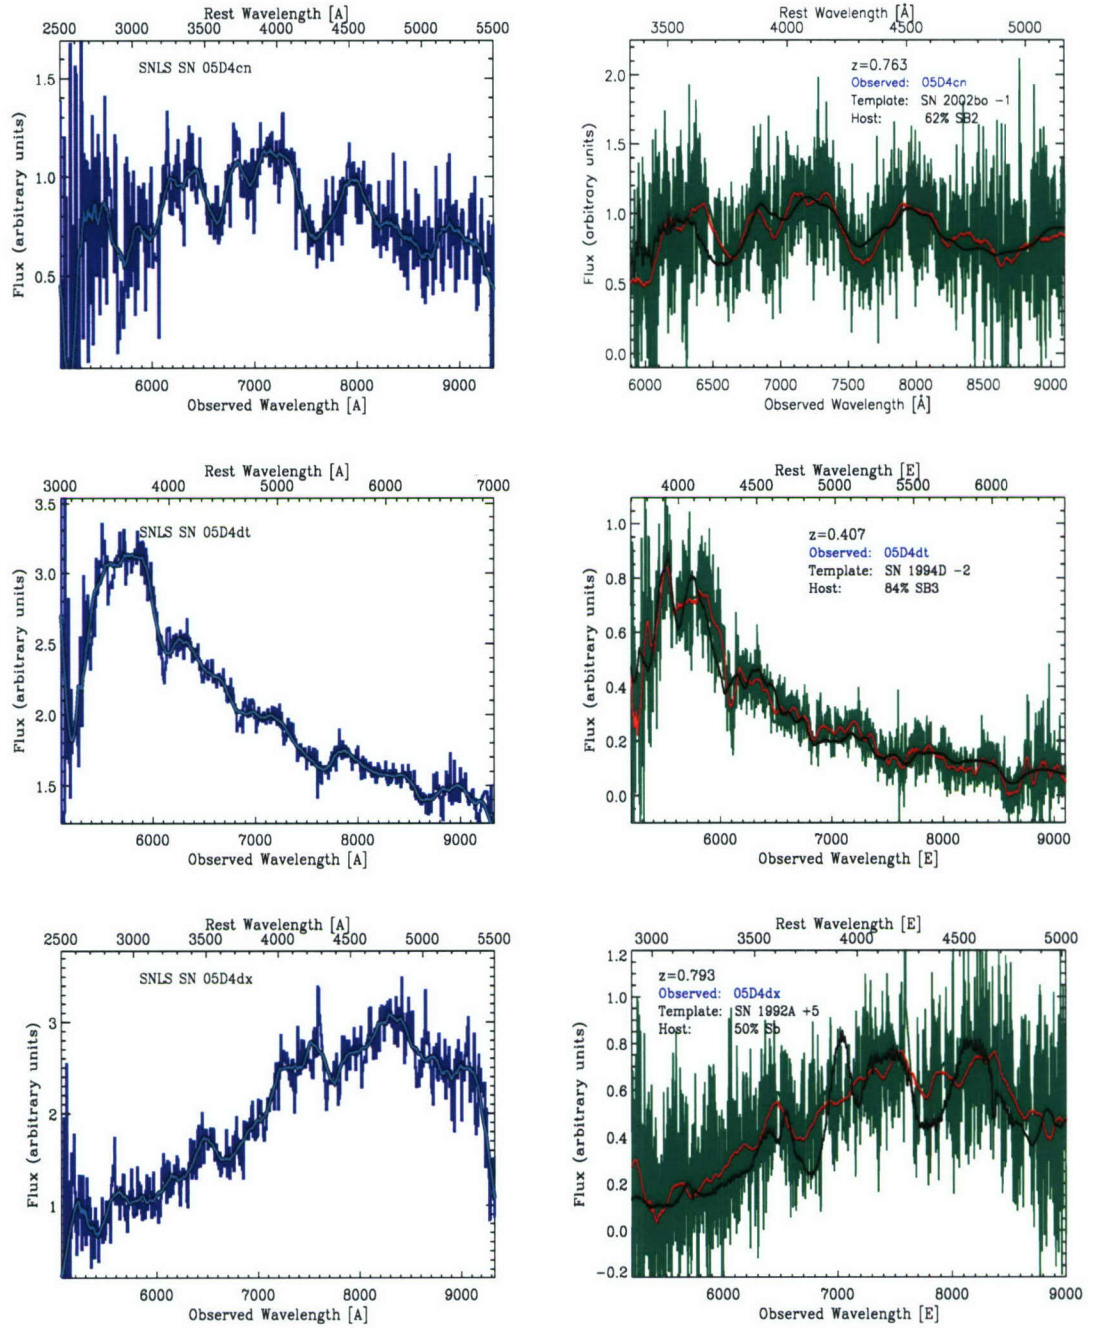 Rest Wavelength [A]
2500 3000 3500 4000 4500 5000 5500
SNLS SN 05D4cn
1.5
1.0
0.5
Flux (arbitrary units)
6000 7000 8000 9000
Observed Wavelength [A]
Rest Wavelength [Å]
3500 4000 4500 5000
z=0.763
Observed: 05D4cn
Template: SN 2002bo -1
Host: 62% SB2
2.0
1.5
1.0
0.5
0.0
Flux (arbitrary units)
6000 6500 7000 7500 8000 8500 9000
Observed Wavelength [Å]
Rest Wavelength [A]
3000 4000 5000 6000 7000
SNLS SN 05D4dt
3.5
3.0
2.5
2.0
1.5
Flux (arbitrary units)
6000 7000 8000 9000
Observed Wavelength [A]
Rest Wavelength [E]
4000 4500 5000 5500 6000
z=0.407
Observed: 05D4dt
Template: SN 1994D -2
Host: 84% SB3
1.0
0.8
0.6
0.4
0.2
0.0
Flux (arbitrary units)
6000 7000 8000 9000
Observed Wavelength [E]
Rest Wavelength [A]
2500 3000 3500 4000 4500 5000 5500
SNLS SN 05D4dx
3
2
1
Flux (arbitrary units)
6000 7000 8000 9000
Observed Wavelength [A]
Rest Wavelength [E]
3000 3500 4000 4500 5000
z=0.793
Observed: 05D4dx
Template: SN 1992A +5
Host: 50% Sb
1.2
1.0
0.8
0.6
0.4
0.2
0.0
-0.2
Flux (arbitrary units)
6000 7000 8000 9000
Observed Wavelength [E]